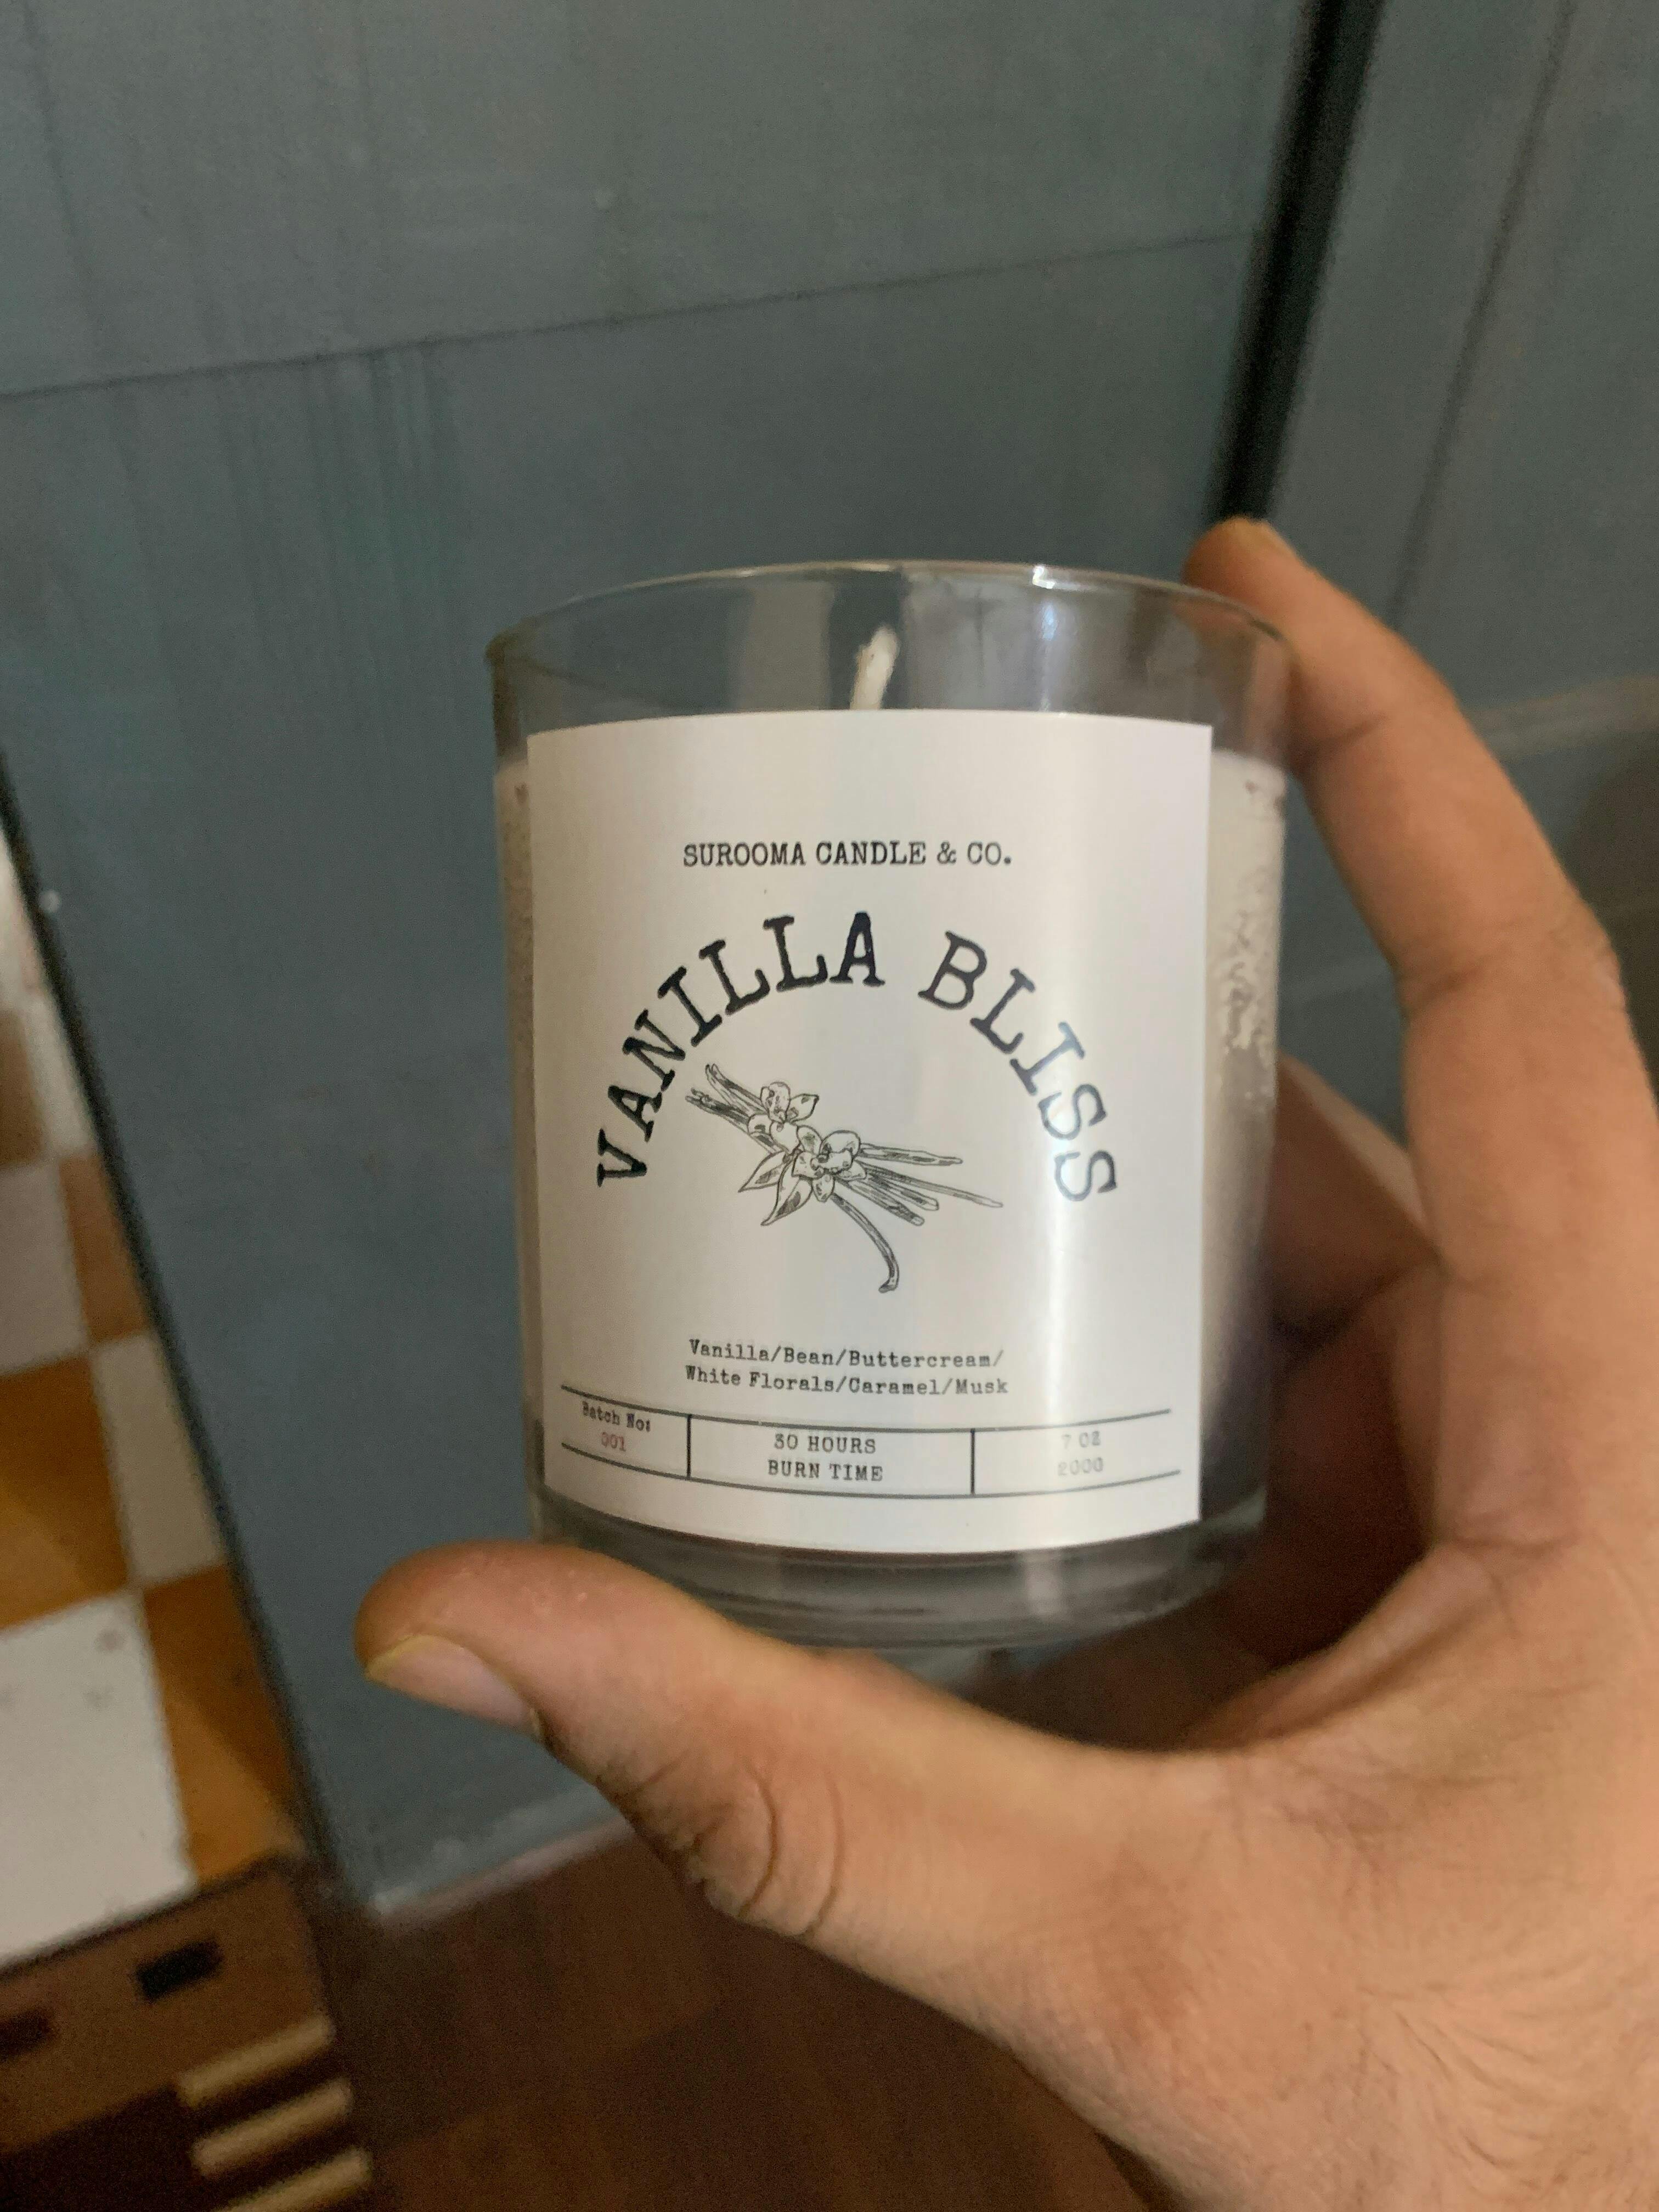 SUROOMA CANDLE & CO.
VANILLA BLISS
Vanilla/Bean/Buttercream/
White Florals/Caramel/Musk
Batch No:
001
30 HOURS
BURN TIME
7 OZ
200G